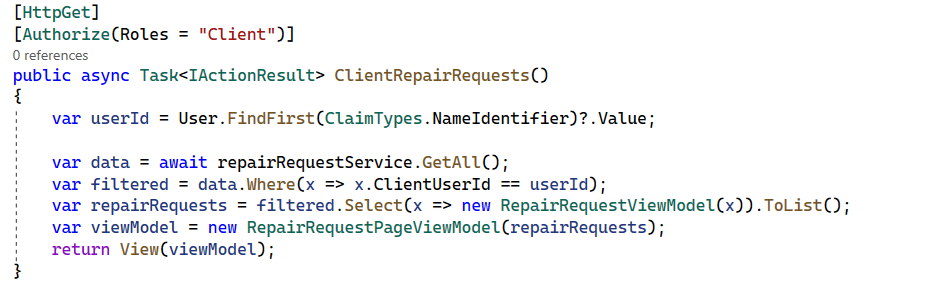 [HttpGet]
[Authorize(Roles = "Client")]
0 references
public async Task<IActionResult> ClientRepairRequests()
{
    var userId = User.FindFirst(ClaimTypes.NameIdentifier)?.Value;

    var data = await repairRequestService.GetAll();
    var filtered = data.Where(x => x.ClientUserId == userId);
    var repairRequests = filtered.Select(x => new RepairRequestViewModel(x)).ToList();
    var viewModel = new RepairRequestPageViewModel(repairRequests);
    return View(viewModel);
}